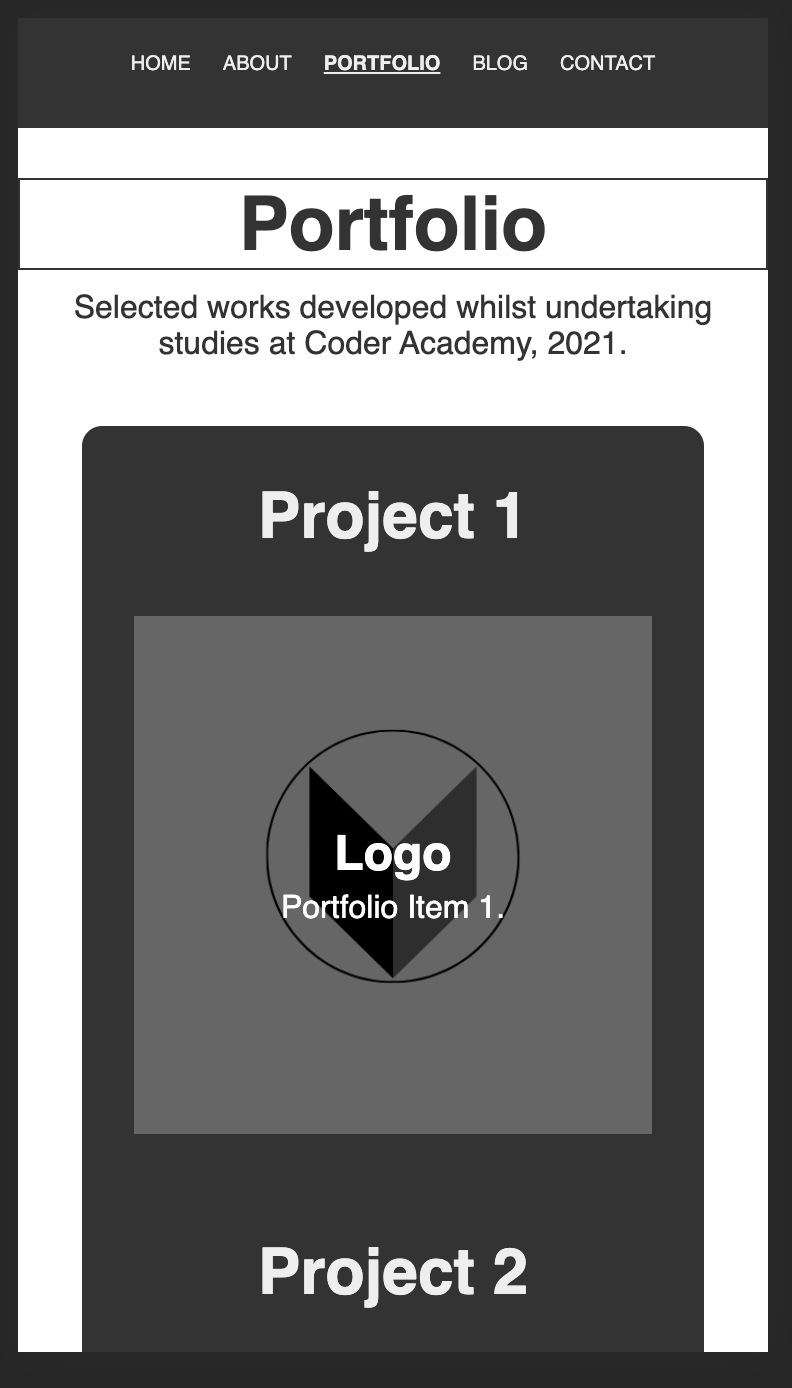 HOME ABOUT PORTFOLIO BLOG CONTACT
Portfolio
Selected works developed whilst undertaking
studies at Coder Academy, 2021.
Project 1
Logo
Portfolio Item 1.
Project 2